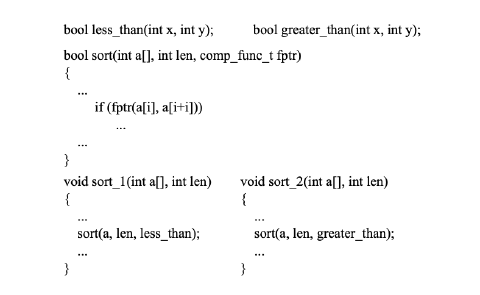 bool less_than(int x, int y); bool greater_than(int x, int y);
bool sort(int a[], int len, comp_func_t fptr)
{
...
if (fptr(a[i], a[i+i]))
...
...
}
void sort_1(int a[], int len) void sort_2(int a[], int len)
{ {
... ...
sort(a, len, less_than); sort(a, len, greater_than);
... ...
} }